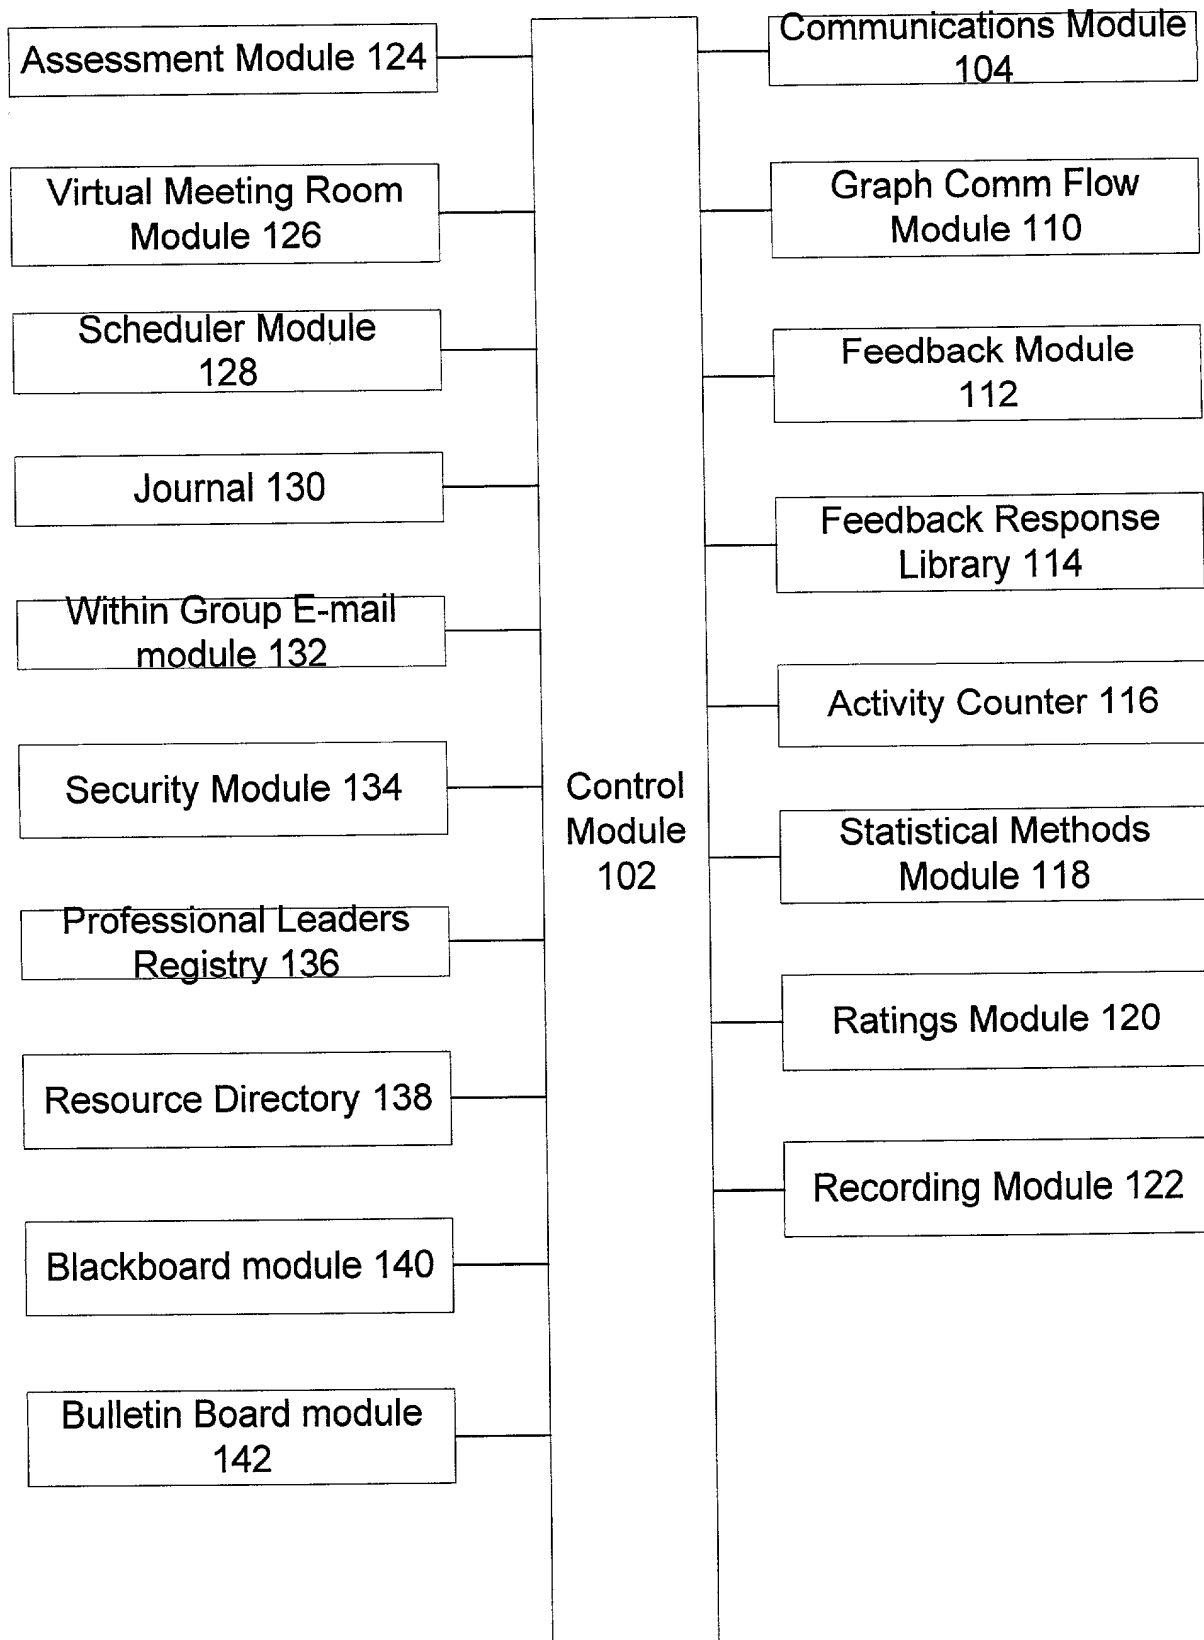 Assessment Module 124
Virtual Meeting Room
Module 126
Scheduler Module
128
Journal 130
Within Group E-mail
module 132
Security Module 134
Professional Leaders
Registry 136
Resource Directory 138
Blackboard module 140
Bulletin Board module
142
Control
Module
102
Communications Module
104
Graph Comm Flow
Module 110
Feedback Module
112
Feedback Response
Library 114
Activity Counter 116
Statistical Methods
Module 118
Ratings Module 120
Recording Module 122